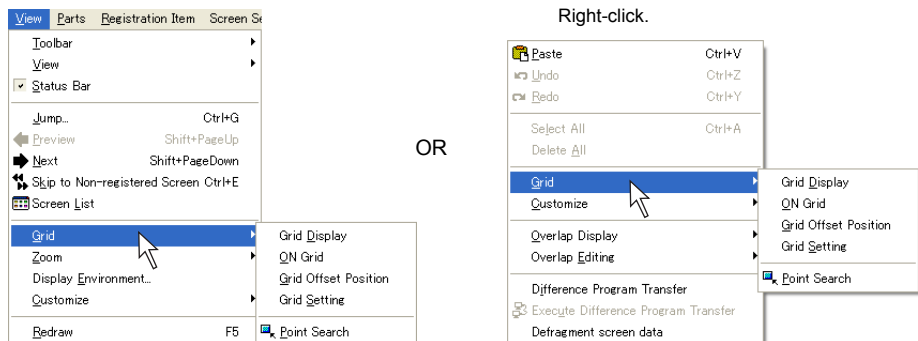 View Parts Registration Item Screen Se
Toolbar
View
Status Bar
Jump... Ctrl+G
Preview Shift+PageUp
Next Shift+PageDown
Skip to Non-registered Screen Ctrl+E
Screen List
Grid
Zoom
Display Environment...
Customize
Redraw F5
Grid Display
ON Grid
Grid Offset Position
Grid Setting
Point Search
OR
Right-click.
Paste Ctrl+V
Undo Ctrl+Z
Redo Ctrl+Y
Select All Ctrl+A
Delete All
Grid
Customize
Overlap Display
Overlap Editing
Difference Program Transfer
Execute Difference Program Transfer
Defragment screen data
Grid Display
ON Grid
Grid Offset Position
Grid Setting
Point Search